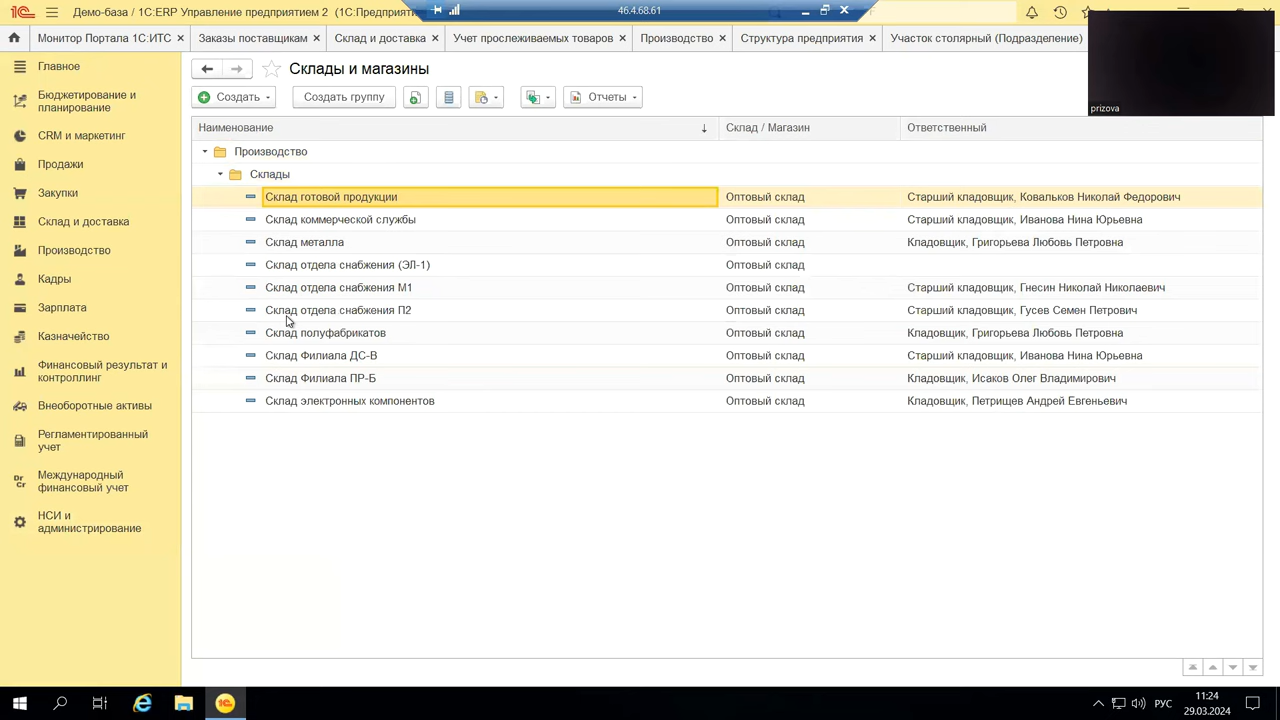 Демо-база / 1С:ERP Управление предприятием 2 (1С:Предприяти
46.4.68.61
Монитор Портала 1С:ИТС
Заказы поставщикам
Склад и доставка
Учет прослеживаемых товаров
Производство
Структура предприятия
Участок столярный (Подразделение)
prizova
Главное
Бюджетирование и
планирование
CRM и маркетинг
Продажи
Закупки
Склад и доставка
Производство
Кадры
Зарплата
Казначейство
Финансовый результат и
контроллинг
Внеоборотные активы
Регламентированный
учет
Международный
финансовый учет
НСИ и
администрирование
Склады и магазины
Создать
Создать группу
Отчеты
Наименование
Склад / Магазин
Ответственный
Производство
Склады
Склад готовой продукции Оптовый склад Старший кладовщик, Ковальков Николай Федорович
Склад коммерческой службы Оптовый склад Старший кладовщик, Иванова Нина Юрьевна
Склад металла Оптовый склад Кладовщик, Григорьева Любовь Петровна
Склад отдела снабжения (ЭЛ-1) Оптовый склад
Склад отдела снабжения М1 Оптовый склад Старший кладовщик, Гнесин Николай Николаевич
Склад отдела снабжения П2 Оптовый склад Старший кладовщик, Гусев Семен Петрович
Склад полуфабрикатов Оптовый склад Кладовщик, Григорьева Любовь Петровна
Склад Филиала ДС-В Оптовый склад Старший кладовщик, Иванова Нина Юрьевна
Склад Филиала ПР-Б Оптовый склад Кладовщик, Исаков Олег Владимирович
Склад электронных компонентов Оптовый склад Кладовщик, Петрищев Андрей Евгеньевич
РУС
11:24
29.03.2024